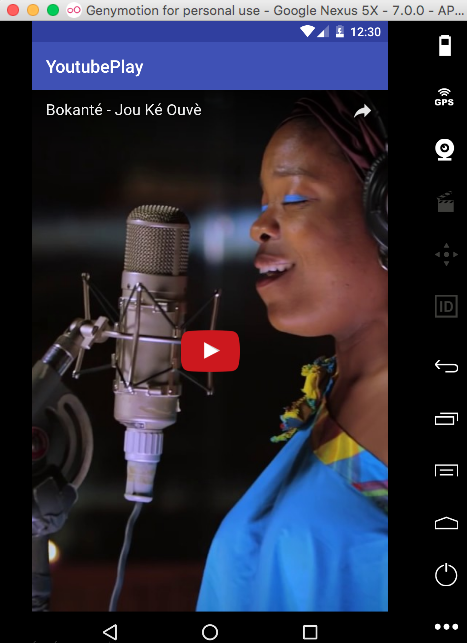 Genymotion for personal use - Google Nexus 5X - 7.0.0 - AP...
12:30
YoutubePlay
Bokanté - Jou Ké Ouvè
GPS
ID